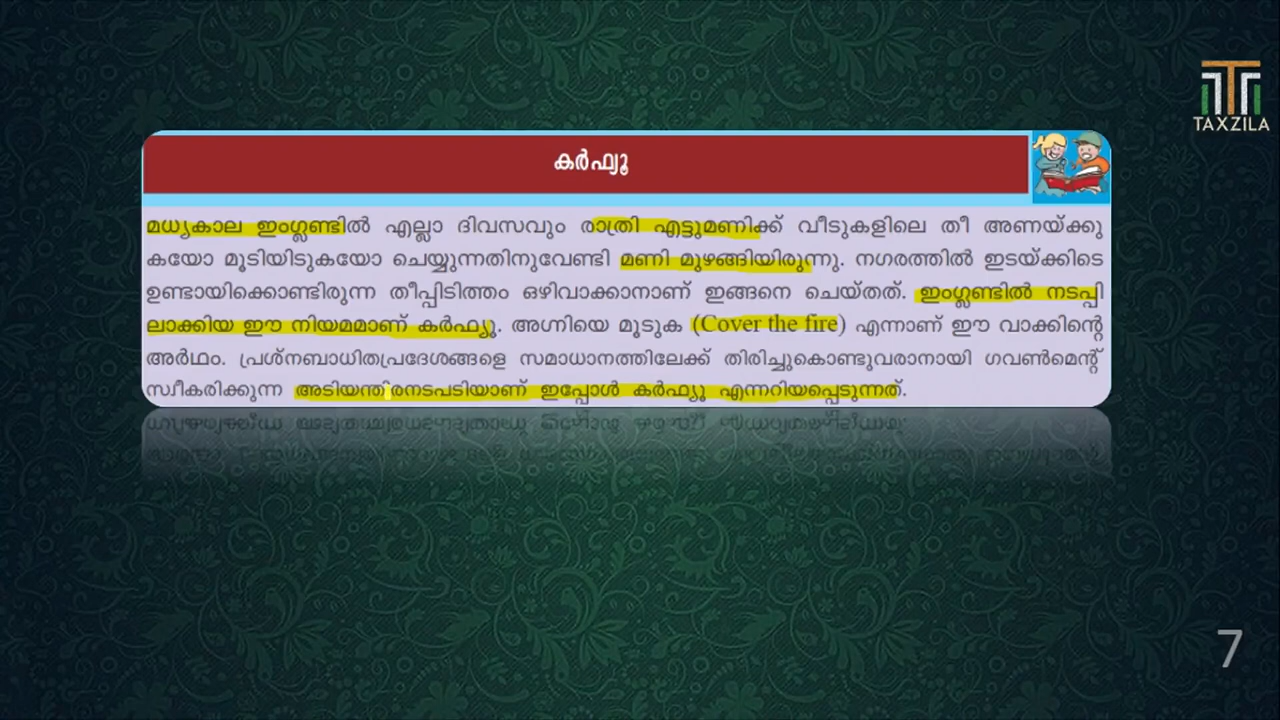 TAXZILA
കർഫ്യൂ
മധ്യകാല ഇംഗ്ലണ്ടിൽ എല്ലാ ദിവസവും രാത്രി എട്ടുമണിക്ക് വീടുകളിലെ തീ അണയ്ക്കു
കയോ മൂടിയിടുകയോ ചെയ്യുന്നതിനുവേണ്ടി മണി മുഴങ്ങിയിരുന്നു. നഗരത്തിൽ ഇടയ്ക്കിടെ
ഉണ്ടായിക്കൊണ്ടിരുന്ന തീപ്പിടിത്തം ഒഴിവാക്കാനാണ് ഇങ്ങനെ ചെയ്തത്. ഇംഗ്ലണ്ടിൽ നടപ്പി
ലാക്കിയ ഈ നിയമമാണ് കർഫ്യൂ. അഗ്നിയെ മൂടുക (Cover the fire) എന്നാണ് ഈ വാക്കിന്റെ
അർഥം. പ്രശ്നബാധിതപ്രദേശങ്ങളെ സമാധാനത്തിലേക്ക് തിരിച്ചുകൊണ്ടുവരാനായി ഗവൺമെന്റ്
സ്വീകരിക്കുന്ന അടിയന്തിരനടപടിയാണ് ഇപ്പോൾ കർഫ്യൂ എന്നറിയപ്പെടുന്നത്.
7